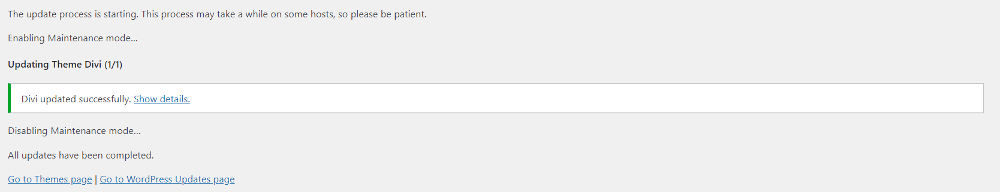 The update process is starting. This process may take a while on some hosts, so please be patient.
Enabling Maintenance mode…
Updating Theme Divi (1/1)
Divi updated successfully. Show details.
Disabling Maintenance mode…
All updates have been completed.
Go to Themes page | Go to WordPress Updates page